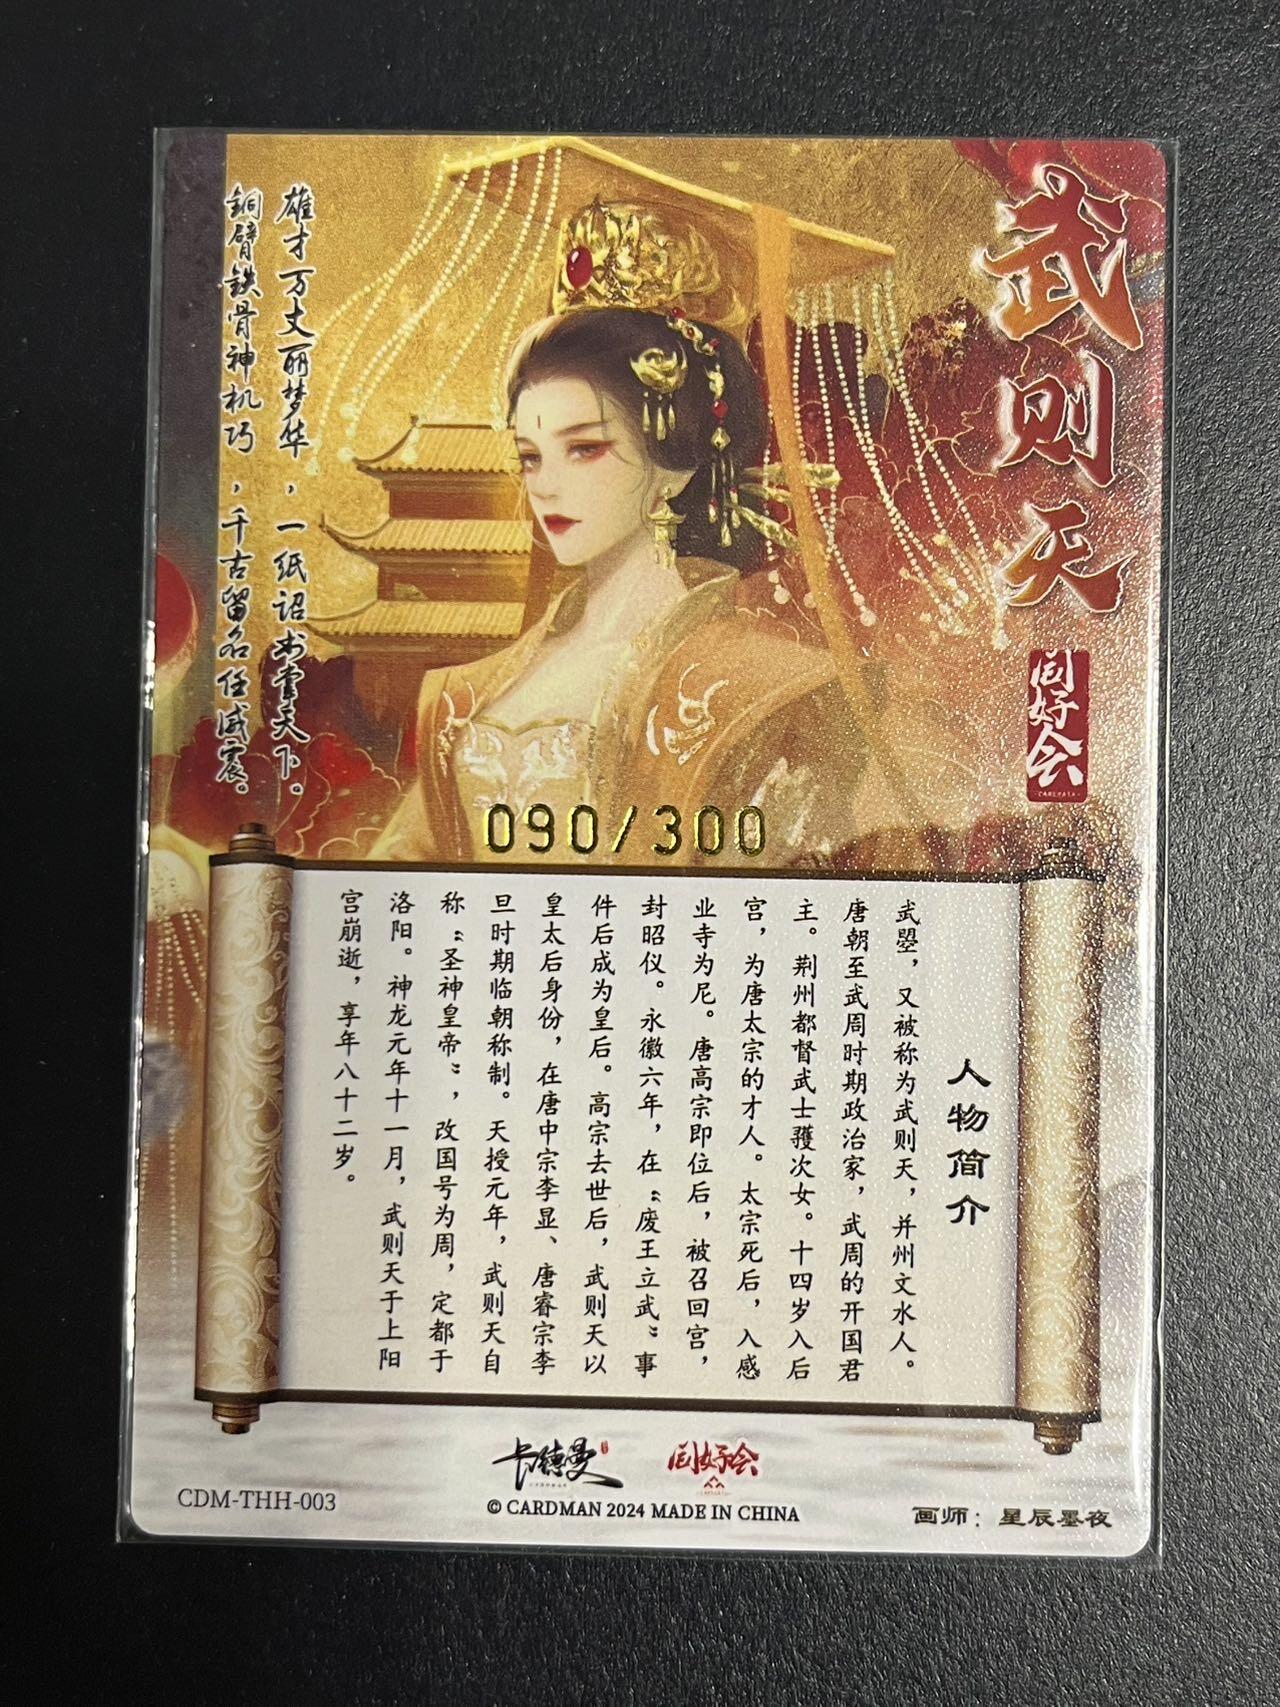 武则天
同好会
雄才万丈丽梦华，一纸诏书掌天下。
铜臂铁骨神机巧，千古留名任威震。
090/300
人物简介
武曌，又被称为武则天，并州文水人。
唐朝至武周时期政治家，武周的开国君
主。荆州都督武士彟次女。十四岁入后
宫，为唐太宗的才人。太宗死后，入感
业寺为尼。唐高宗即位后，被召回宫，
封昭仪。永徽六年，在“废王立武”事
件后成为皇后。高宗去世后，武则天以
皇太后身份，在唐中宗李显、唐睿宗李
旦时期临朝称制。天授元年，武则天自
称“圣神皇帝”，改国号为周，定都于
洛阳。神龙元年十一月，武则天于上阳
宫崩逝，享年八十二岁。
卡德曼
同好会
CDM-THH-003
© CARDMAN 2024 MADE IN CHINA
画师：星辰墨夜